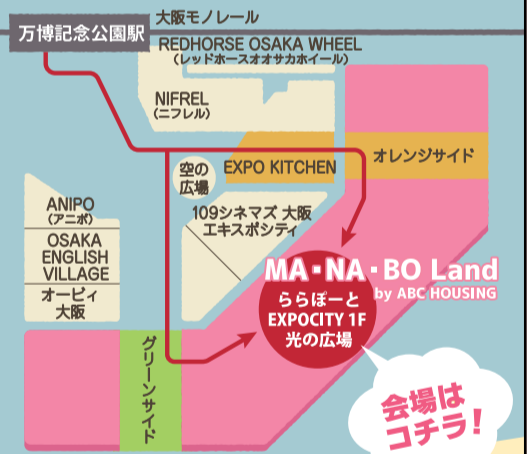 大阪モノレール
万博記念公園駅
REDHORSE OSAKA WHEEL
(レッドホースオオサカホイール)
NIFREL
(ニフレル)
空の
広場
EXPO KITCHEN
オレンジサイド
109シネマズ 大阪
エキスポシティ
ANIPO
(アニポ)
OSAKA
ENGLISH
VILLAGE
オービィ
大阪
MA・NA・BO Land
by ABC HOUSING
ららぽーと
EXPOCITY 1F
光の広場
グリーンサイド
会場は
コチラ!